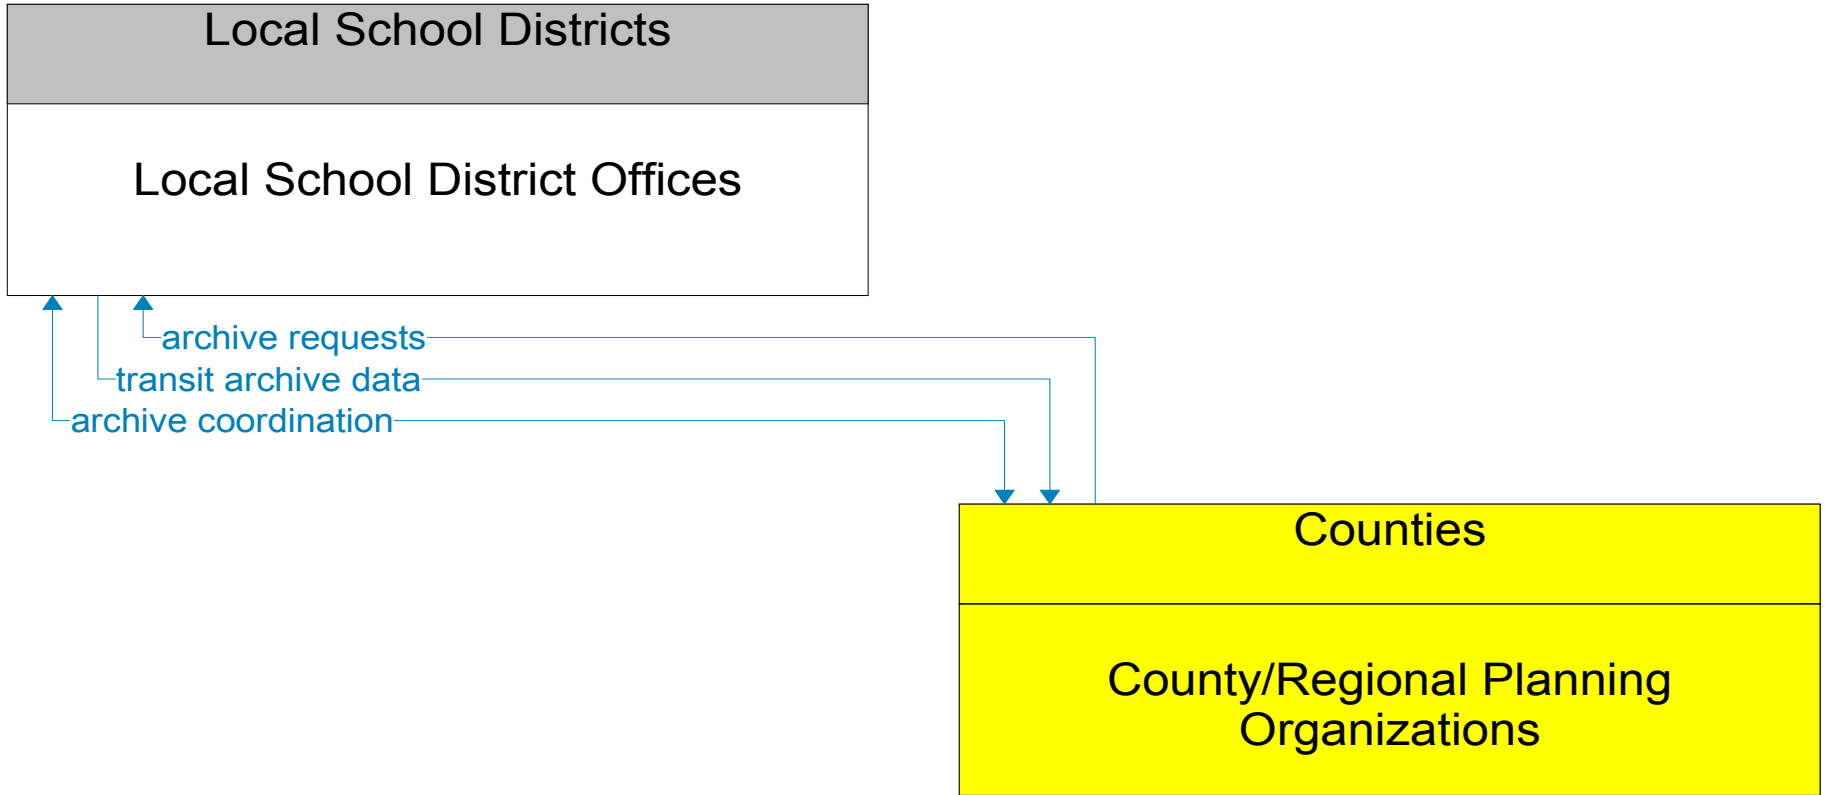 Local School Districts
Local School District Offices
archive requests
transit archive data
archive coordination
Counties
County/Regional Planning
Organizations